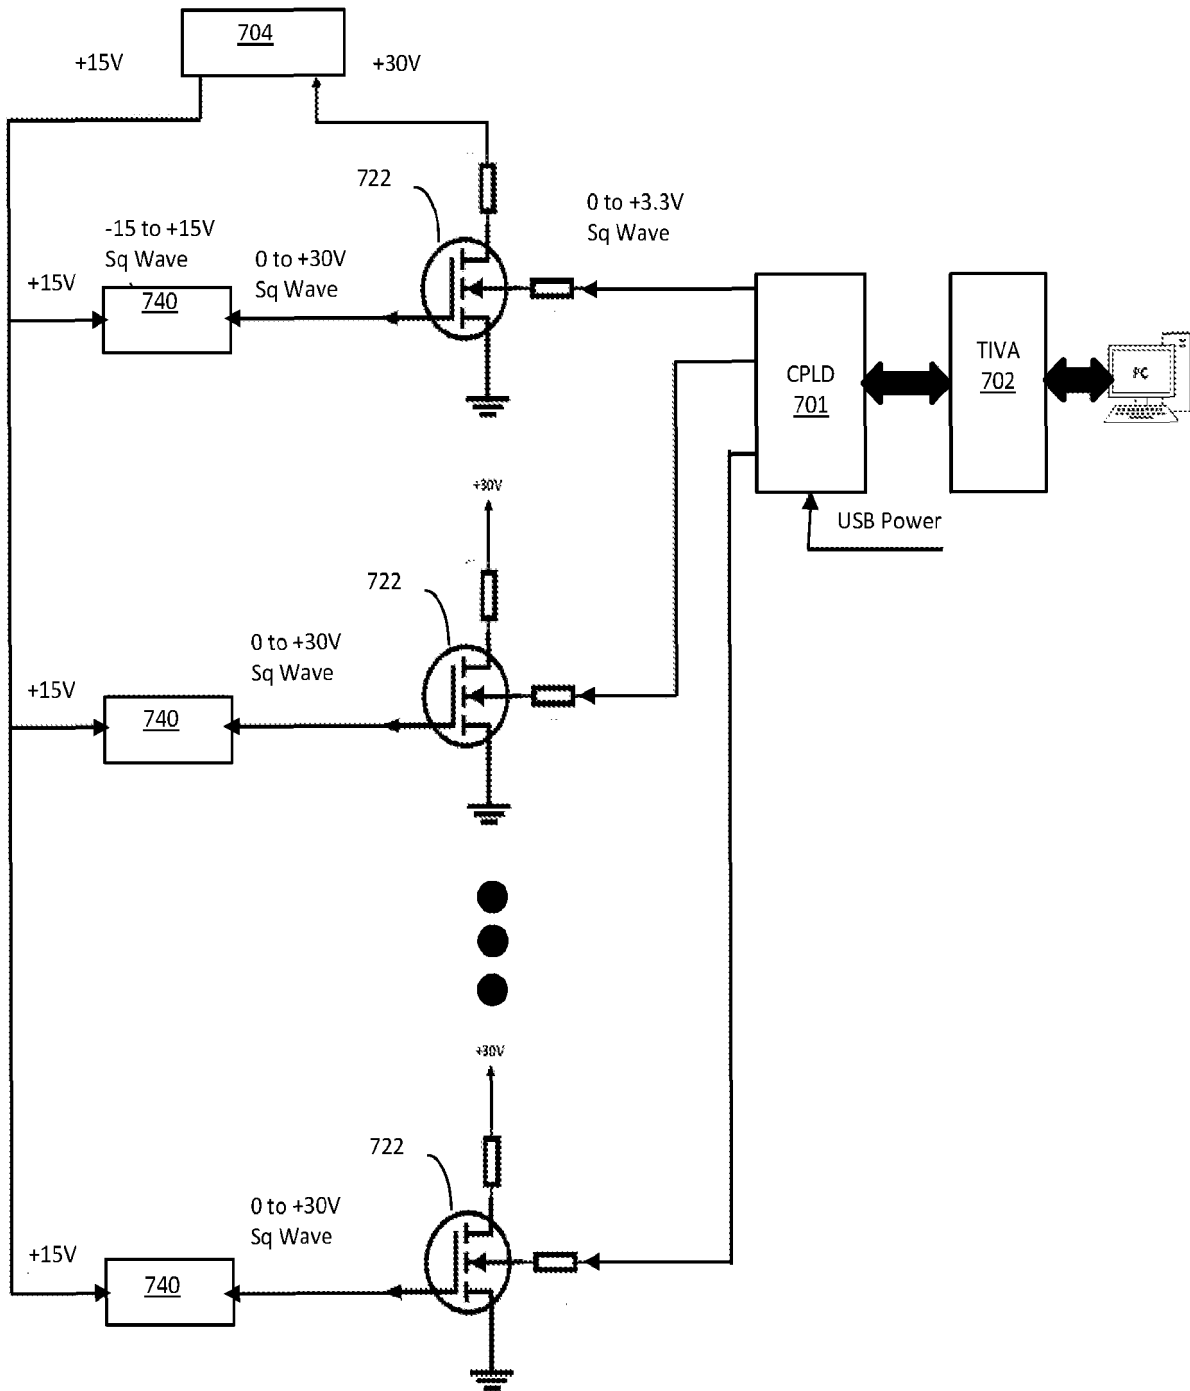 704
+15V
+30V
722
0 to +3.3V
Sq Wave
-15 to +15V
Sq Wave
0 to +30V
Sq Wave
+15V
740
CPLD
701
TIVA
702
PC
USB Power
+30V
722
0 to +30V
Sq Wave
+15V
740
+30V
722
0 to +30V
Sq Wave
+15V
740